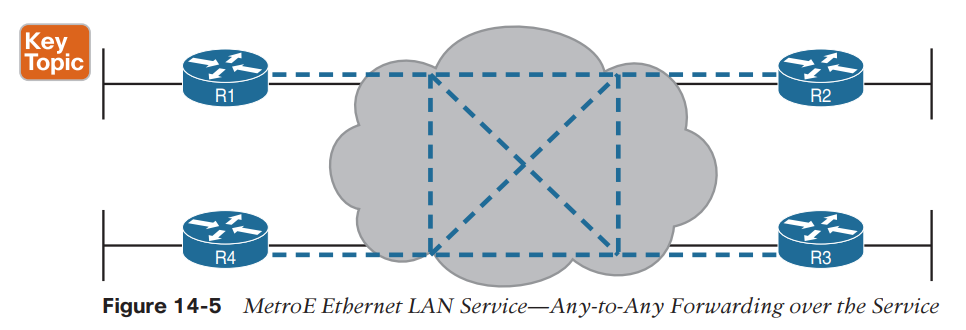 Key
Topic
R1
R2
R4
R3
Figure 14-5 MetroE Ethernet LAN Service—Any-to-Any Forwarding over the Service